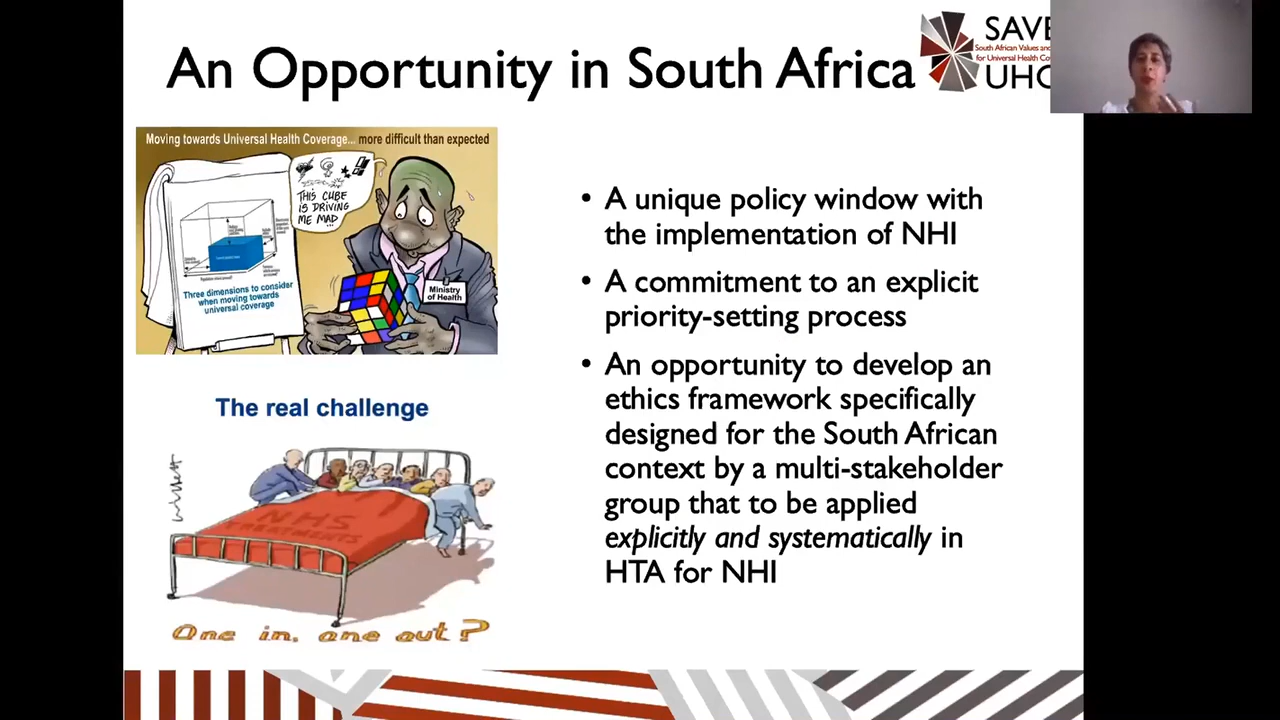 An Opportunity in South Africa
SAVE
South African Values and
for Universal Health Co
UHC
Moving towards Universal Health Coverage... more difficult than expected
THIS CUBE
IS DRIVING
ME MAD
...
Ministry
of Health
Three dimensions to consider
when moving towards
universal coverage
• A unique policy window with
the implementation of NHI
• A commitment to an explicit
priority-setting process
• An opportunity to develop an
ethics framework specifically
designed for the South African
context by a multi-stakeholder
group that to be applied
explicitly and systematically in
HTA for NHI
The real challenge
NHS
TREATMENTS
One in, one out?